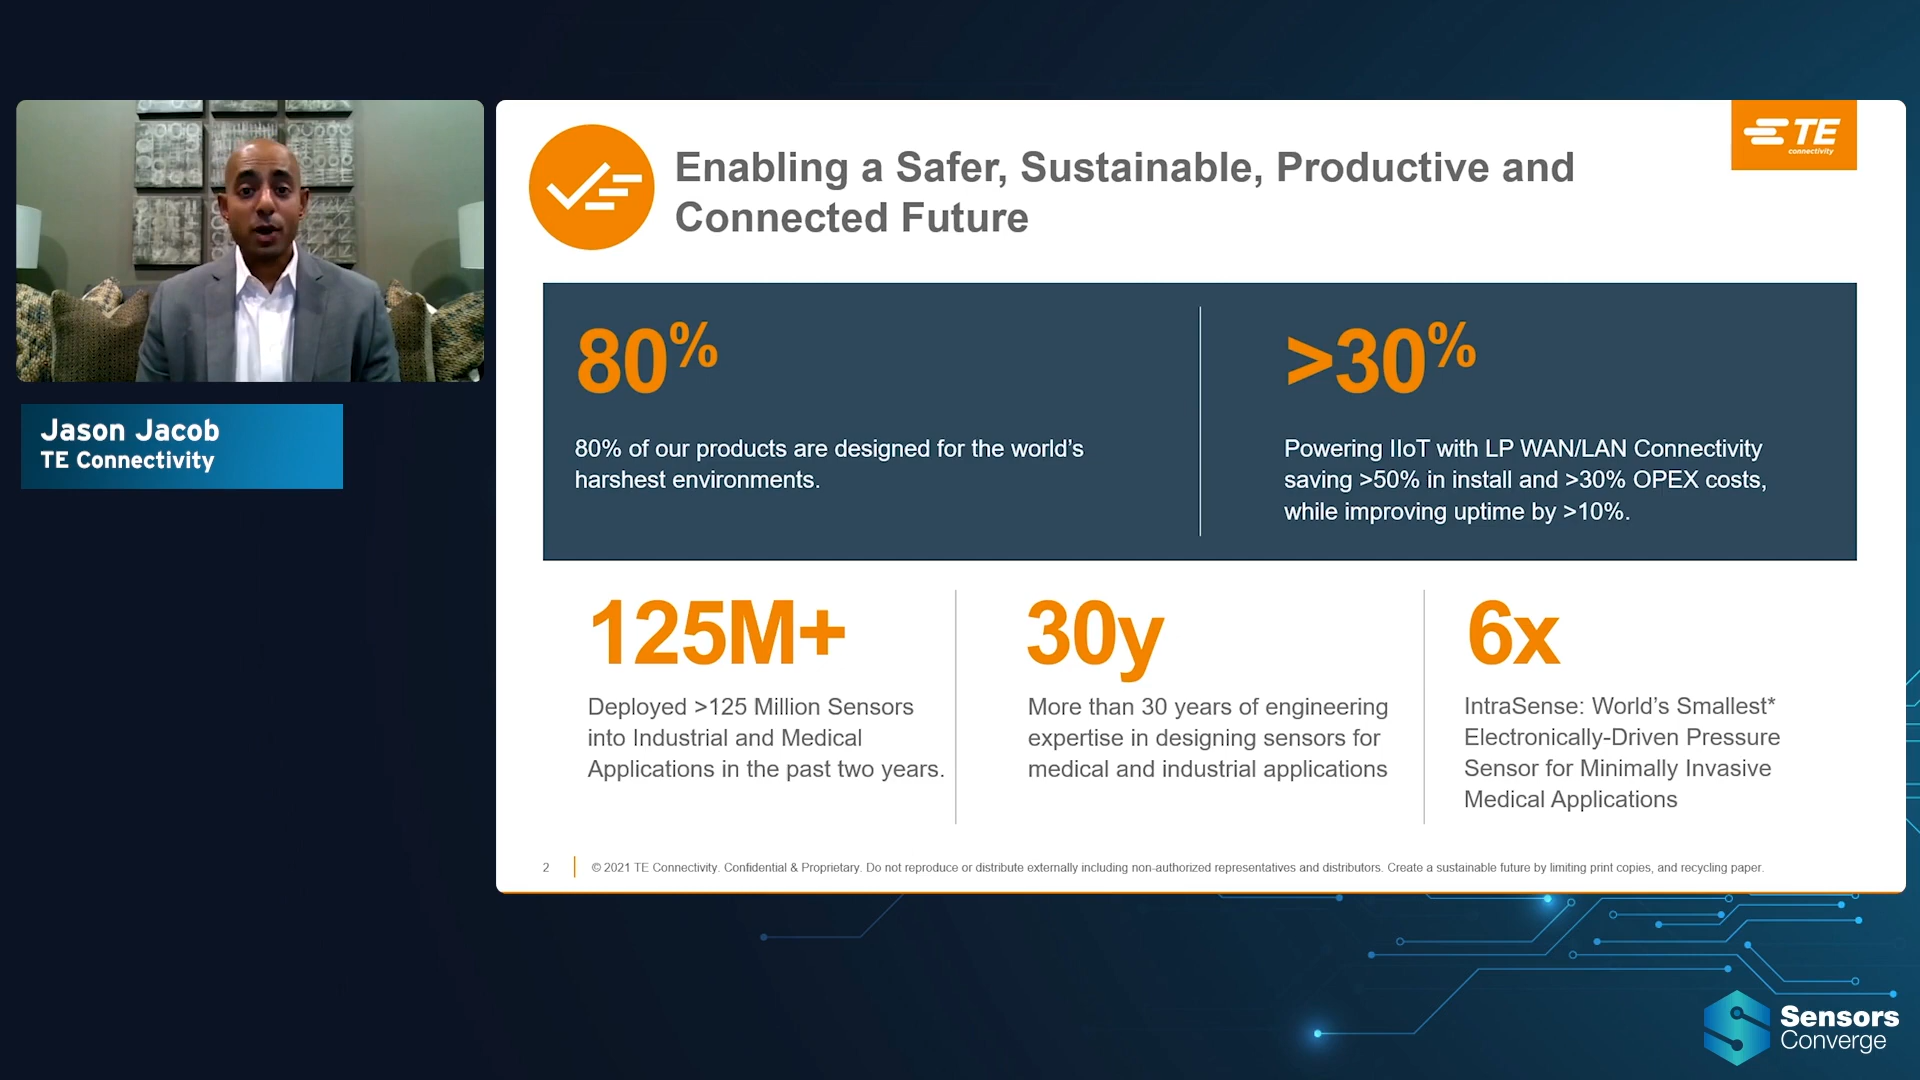 Jason Jacob
TE Connectivity
TE
connectivity
Enabling a Safer, Sustainable, Productive and
Connected Future
80%
80% of our products are designed for the world’s
harshest environments.
>30%
Powering IIoT with LP WAN/LAN Connectivity
saving >50% in install and >30% OPEX costs,
while improving uptime by >10%.
125M+
Deployed >125 Million Sensors
into Industrial and Medical
Applications in the past two years.
30y
More than 30 years of engineering
expertise in designing sensors for
medical and industrial applications
6x
IntraSense: World’s Smallest*
Electronically-Driven Pressure
Sensor for Minimally Invasive
Medical Applications
2
© 2021 TE Connectivity. Confidential & Proprietary. Do not reproduce or distribute externally including non-authorized representatives and distributors. Create a sustainable future by limiting print copies, and recycling paper.
Sensors
Converge